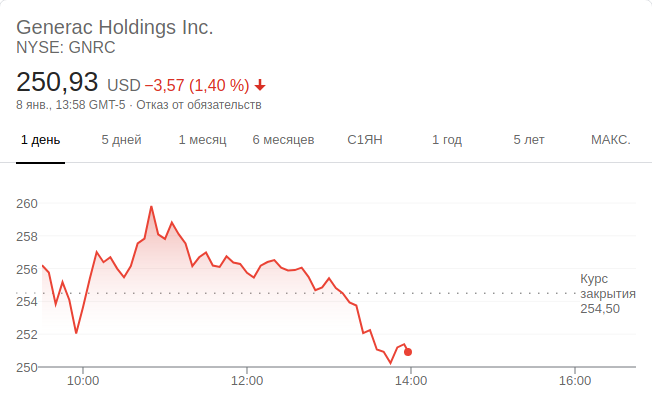 Generac Holdings Inc.
NYSE: GNRC
250,93 USD −3,57 (1,40 %)
8 янв., 13:58 GMT-5 · Отказ от обязательств
1 день 5 дней 1 месяц 6 месяцев С1ЯН 1 год 5 лет МАКС.
260
258
256
254
252
250
Курс
закрытия
254,50
10:00 12:00 14:00 16:00